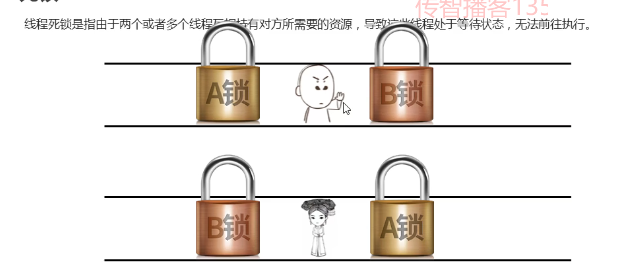 传智播客135
线程死锁是指由于两个或者多个线程互相持有对方所需要的资源，导致这些线程处于等待状态，无法前往执行。
A锁 B锁
B锁 A锁